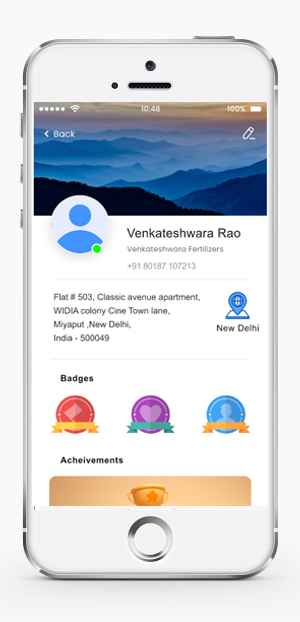 10:48
100%
Back
Venkateshwara Rao
Venkateshwara Fertilizers
+91 80187 107213
Flat # 503, Classic avenue apartment,
WIDIA colony Cine Town lane,
Miyaput ,New Delhi,
India - 500049
New Delhi
Badges
Acheivements